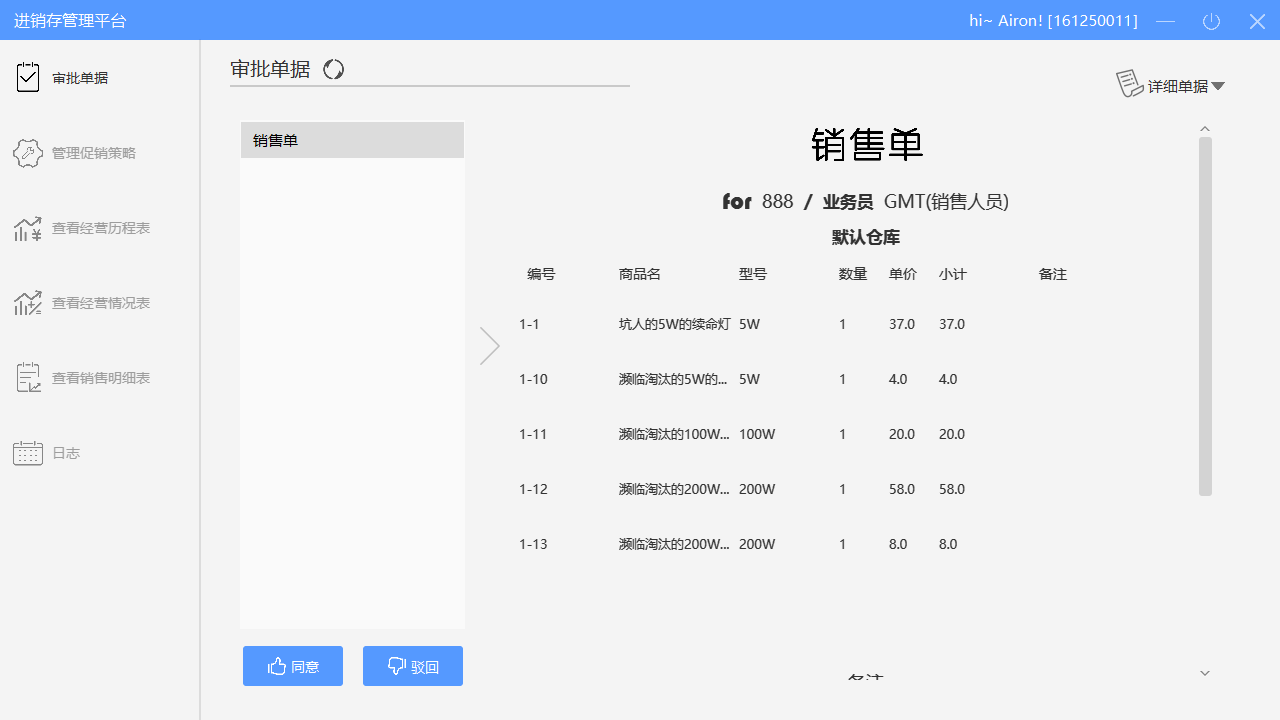 进销存管理平台
hi~ Airon! [161250011]
审批单据
管理促销策略
查看经营历程表
查看经营情况表
查看销售明细表
日志
审批单据
详细单据
销售单
同意
驳回
销售单
for 888 / 业务员 GMT(销售人员)
默认仓库
编号 商品名 型号 数量 单价 小计 备注
1-1 坑人的5W的续命灯 5W 1 37.0 37.0
1-10 濒临淘汰的5W的... 5W 1 4.0 4.0
1-11 濒临淘汰的100W... 100W 1 20.0 20.0
1-12 濒临淘汰的200W... 200W 1 58.0 58.0
1-13 濒临淘汰的200W... 200W 1 8.0 8.0